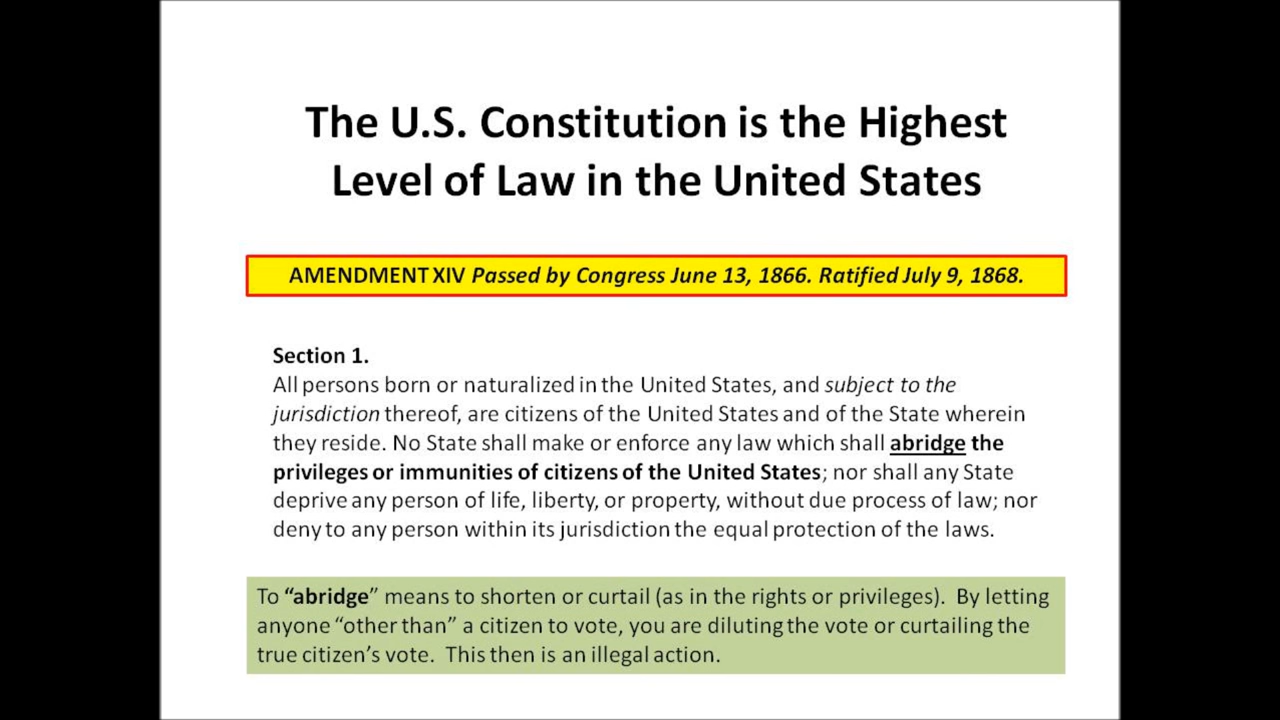 The U.S. Constitution is the Highest
Level of Law in the United States
AMENDMENT XIV Passed by Congress June 13, 1866. Ratified July 9, 1868.
Section 1.
All persons born or naturalized in the United States, and subject to the
jurisdiction thereof, are citizens of the United States and of the State wherein
they reside. No State shall make or enforce any law which shall abridge the
privileges or immunities of citizens of the United States; nor shall any State
deprive any person of life, liberty, or property, without due process of law; nor
deny to any person within its jurisdiction the equal protection of the laws.
To “abridge” means to shorten or curtail (as in the rights or privileges). By letting
anyone “other than” a citizen to vote, you are diluting the vote or curtailing the
true citizen’s vote. This then is an illegal action.